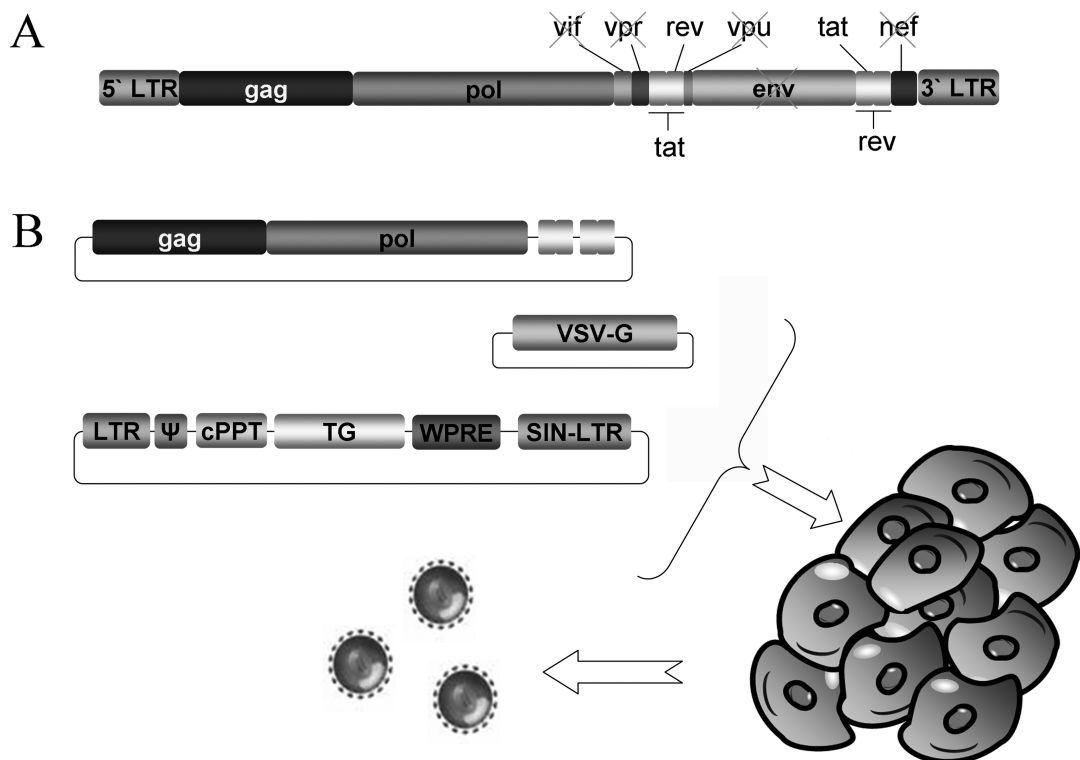 A
vif vpr rev vpu tat nef
5` LTR gag pol env 3` LTR
tat rev
B
gag pol
VSV-G
LTR Ψ cPPT TG WPRE SIN-LTR